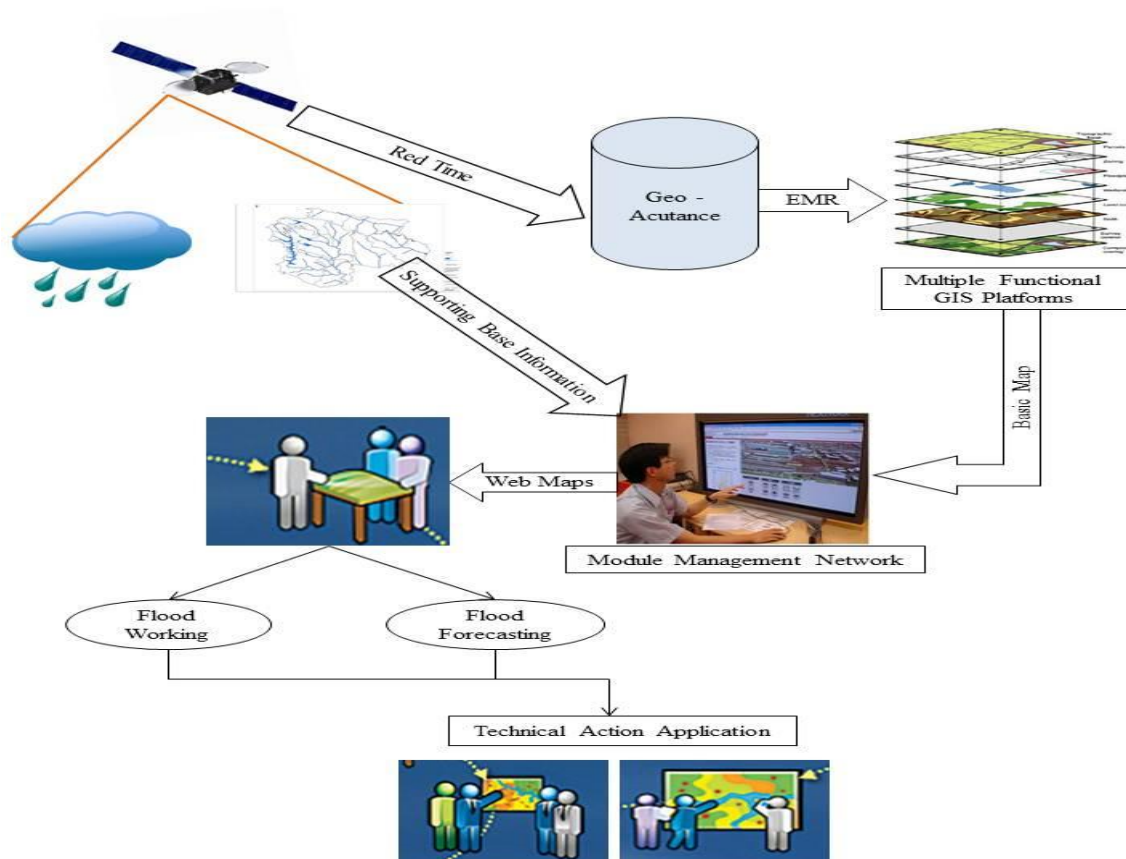 Red Time
Geo -
Acutance
EMR
Multiple Functional
GIS Platforms
Supporting Base Information
Basic Map
Web Maps
Module Management Network
Flood
Working
Flood
Forecasting
Technical Action Application